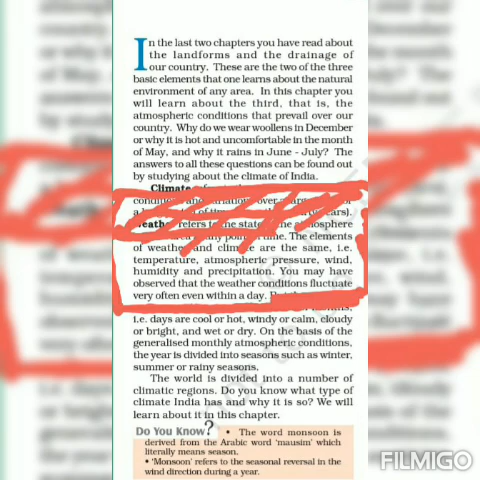 In the last two chapters you have read about
the landforms and the drainage of
our country. These are the two of the three
basic elements that one learns about the natural
environment of any area. In this chapter you
will learn about the third, that is, the
atmospheric conditions that prevail over our
country. Why do we wear woollens in December
or why it is hot and uncomfortable in the month
of May, and why it rains in June - July? The
answers to all these questions can be found out
by studying about the climate of India.
Climate
and variations over
a of
Weather refers to the state the atmosphere
any point time. The elements
of weather and climate are the same, i.e.
temperature, atmospheric pressure, wind,
humidity and precipitation. You may have
observed that the weather conditions fluctuate
very often even within a day.
i.e. days are cool or hot, windy or calm, cloudy
or bright, and wet or dry. On the basis of the
generalised monthly atmospheric conditions,
the year is divided into seasons such as winter,
summer or rainy seasons.
The world is divided into a number of
climatic regions. Do you know what type of
climate India has and why it is so? We will
learn about it in this chapter.
Do You Know? • The word monsoon is
derived from the Arabic word 'mausin' which
literally means season.
• 'Monsoon' refers to the seasonal reversal in the
wind direction during a year.
FILMIGO